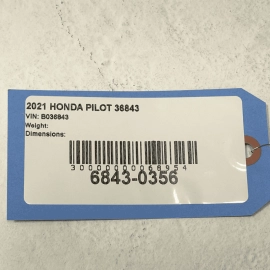 2021 HONDA PILOT 36843
VIN: B036843
Weight:
Dimensions:
30000000068954
6843-0356